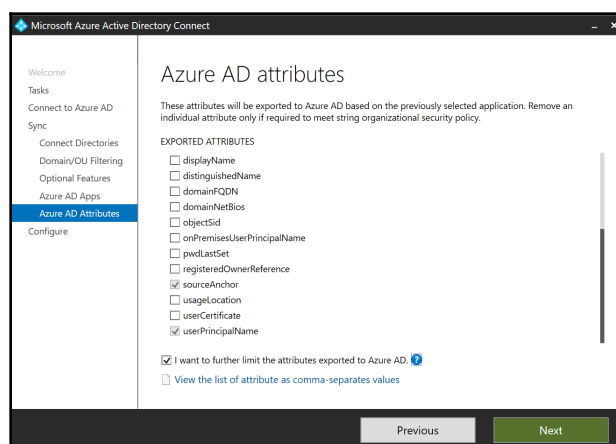 Microsoft Azure Active Directory Connect
Welcome
Tasks
Connect to Azure AD
Sync
Connect Directories
Domain/OU Filtering
Optional Features
Azure AD Apps
Azure AD Attributes
Configure
Azure AD attributes
These attributes will be exported to Azure AD based on the previously selected application. Remove an
individual attribute only if required to meet string organizational security policy.
EXPORTED ATTRIBUTES
displayName
distinguishedName
domainFQDN
domainNetBios
objectSid
onPremisesUserPrincipalName
pwdLastSet
registeredOwnerReference
sourceAnchor
usageLocation
userCertificate
userPrincipalName
I want to further limit the attributes exported to Azure AD. ?
View the list of attribute as comma-separates values
Previous
Next